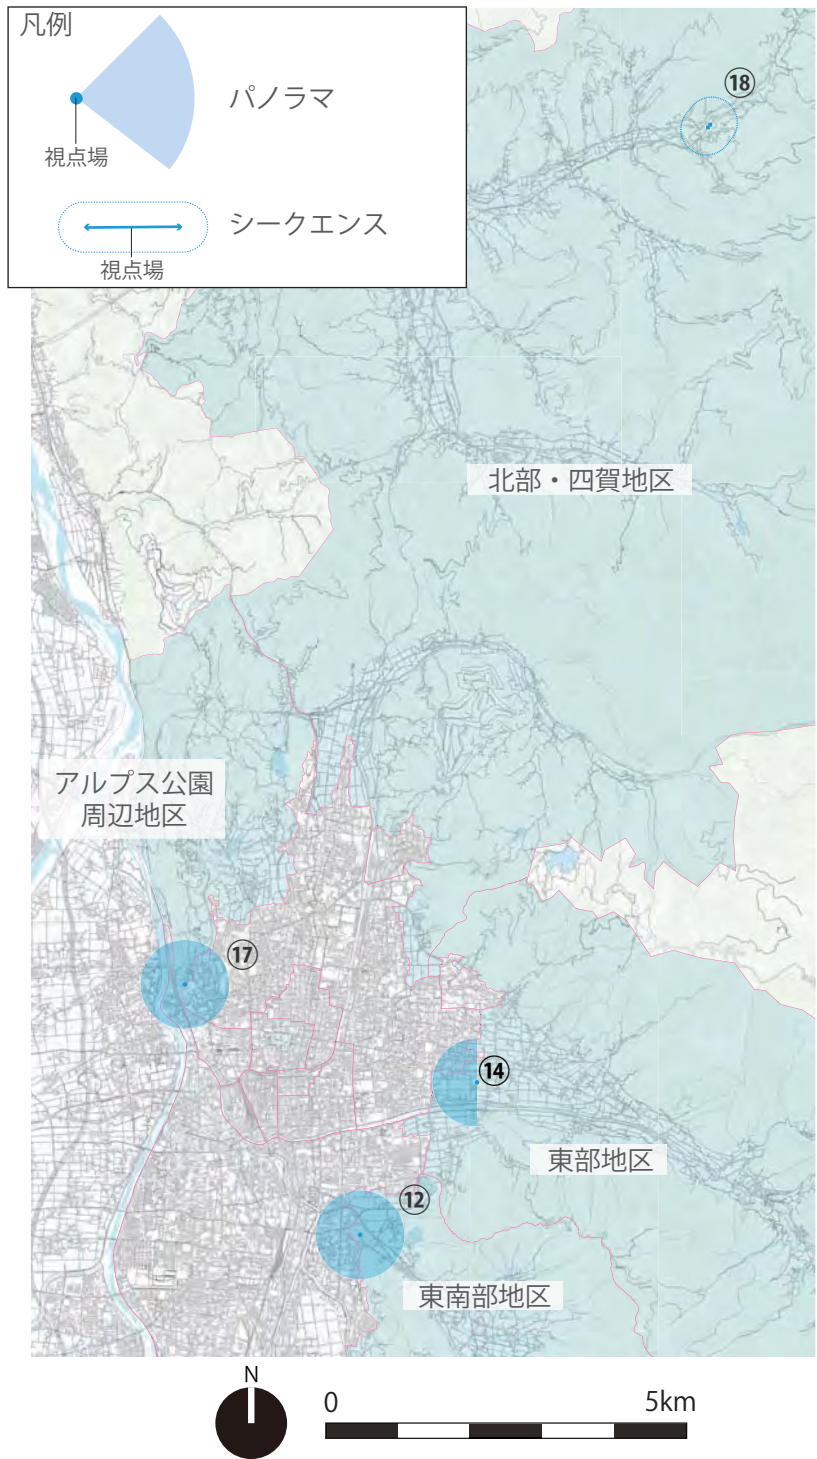 凡例
パノラマ
視点場
シークエンス
視点場
⑱
北部・四賀地区
アルプス公園
周辺地区
⑰
⑭
東部地区
⑫
東南部地区
N
0
5km